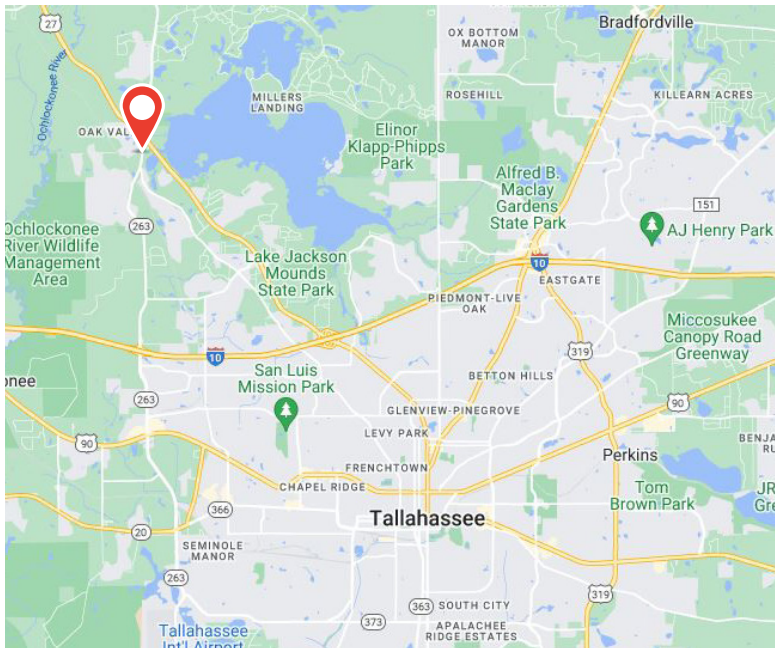 Bradfordville
27
OX BOTTOM
MANOR
Ochlockonee River
MILLERS
LANDING
ROSEHILL
KILLEARN ACRES
OAK VAL
Elinor
Klapp-Phipps
Park
Alfred B.
Maclay
Gardens
State Park
151
263
AJ Henry Park
Ochlockonee
River Wildlife
Management
Area
Lake Jackson
Mounds
State Park
10
EASTGATE
PIEDMONT-LIVE
OAK
Miccosukee
Canopy Road
Greenway
10
319
San Luis
Mission Park
BETTON HILLS
onee
263
90
GLENVIEW-PINEGROVE
LEVY PARK
90
BENJA
RU
Perkins
FRENCHTOWN
CHAPEL RIDGE
Tom
Brown Park
JR
Gre
366
Tallahassee
20
SEMINOLE
MANOR
263
319
363
SOUTH CITY
373
APALACHEE
RIDGE ESTATES
Tallahassee
Int'l Airport